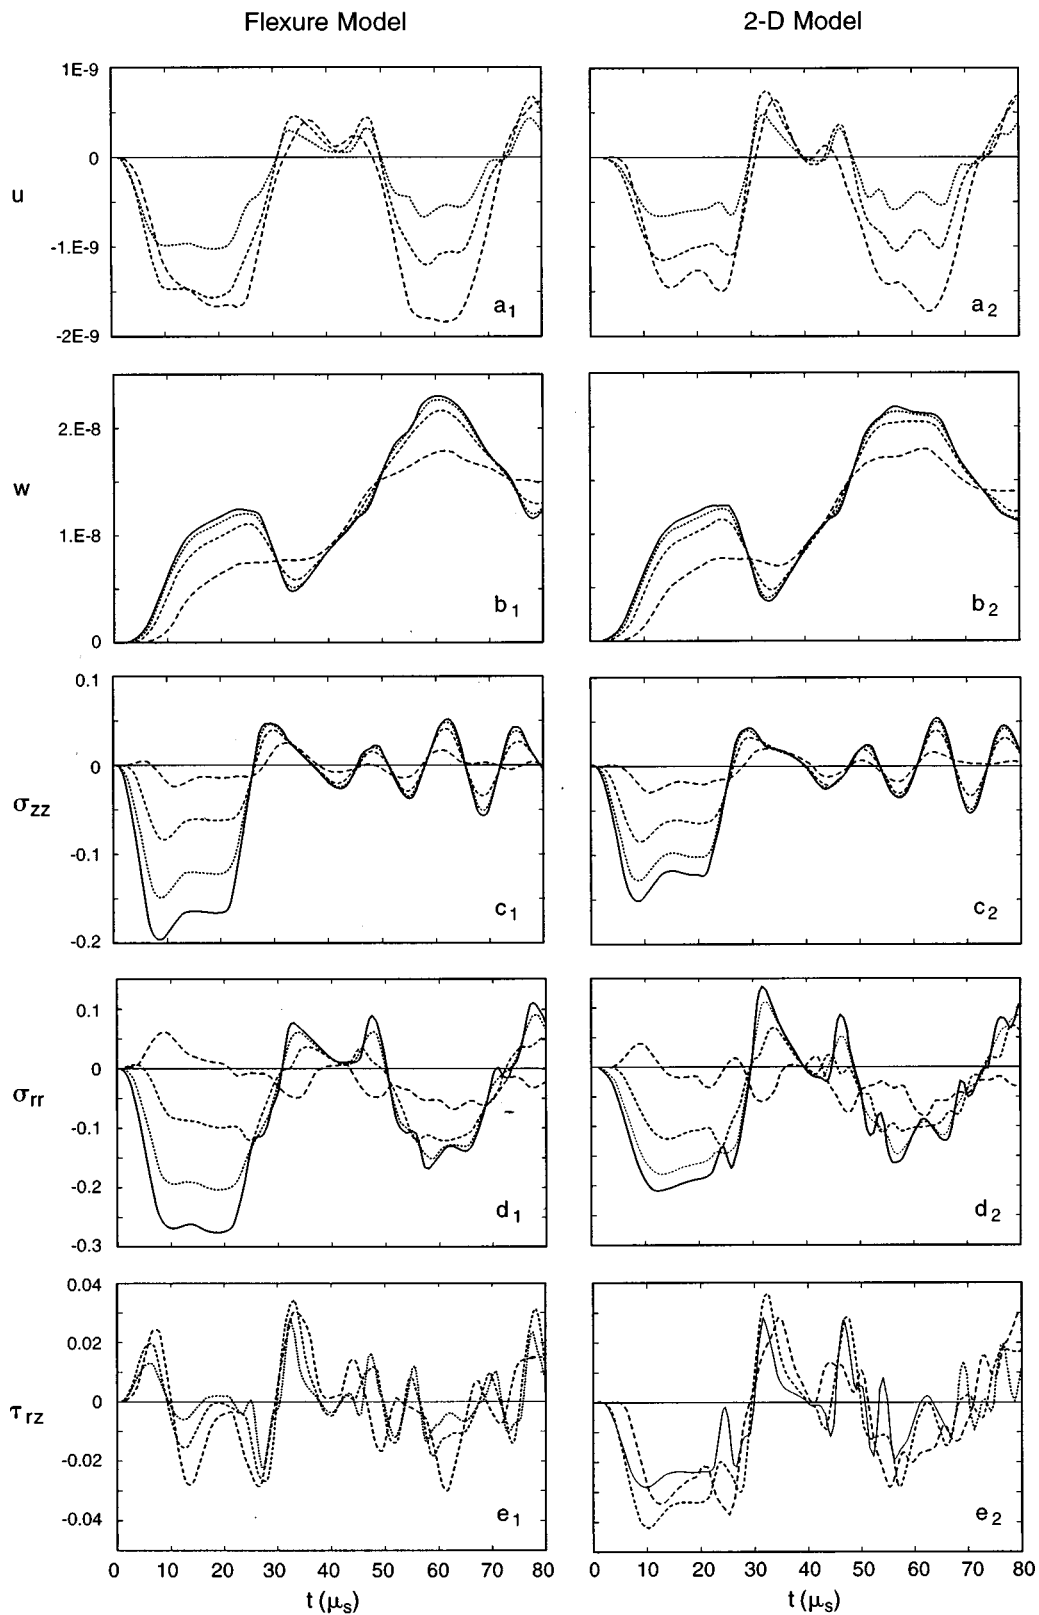 Flexure Model 2-D Model
1E-9
0
u
-1.E-9
-2E-9
a1 a2
2.E-8
w
1.E-8
0
b1 b2
0.1
0
σzz
-0.1
-0.2
c1 c2
0.1
0
σrr
-0.1
-0.2
-0.3
d1 d2
0.04
0.02
0
τrz
-0.02
-0.04
e1 e2
0 10 20 30 40 50 60 70 80 0 10 20 30 40 50 60 70 80
t (μs) t (μs)